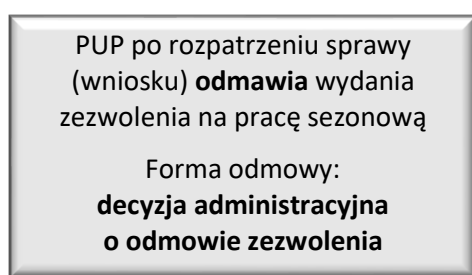 PUP po rozpatrzeniu sprawy
(wniosku) odmawia wydania
zezwolenia na pracę sezonową
Forma odmowy:
decyzja administracyjna
o odmowie zezwolenia